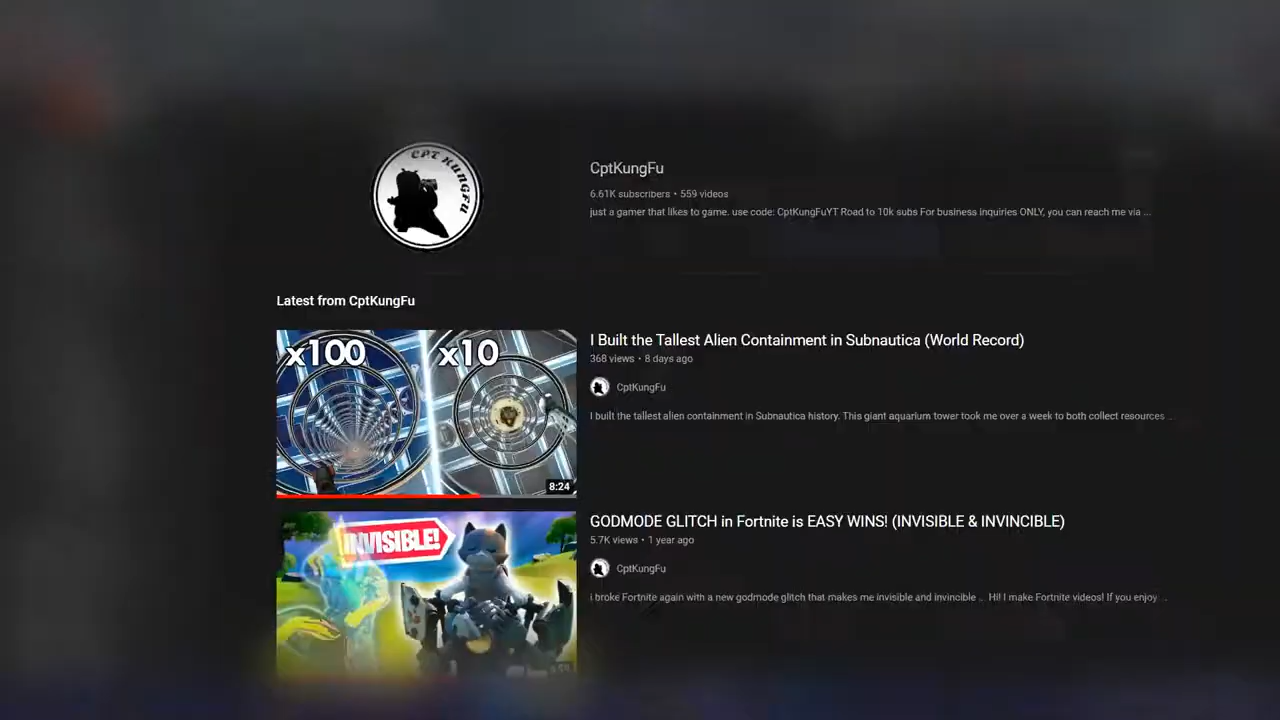 CPT KUNGFU
CptKungFu
6.61K subscribers • 559 videos
just a gamer that likes to game. use code: CptKungFuYT Road to 10k subs For business inquiries ONLY, you can reach me via ...
Latest from CptKungFu
x100
x10
8:24
I Built the Tallest Alien Containment in Subnautica (World Record)
368 views • 8 days ago
CptKungFu
I built the tallest alien containment in Subnautica history. This giant aquarium tower took me over a week to both collect resources ...
INVISIBLE!
GODMODE GLITCH in Fortnite is EASY WINS! (INVISIBLE & INVINCIBLE)
5.7K views • 1 year ago
CptKungFu
i broke Fortnite again with a new godmode glitch that makes me invisible and invincible ... Hi! I make Fortnite videos! If you enjoy ...